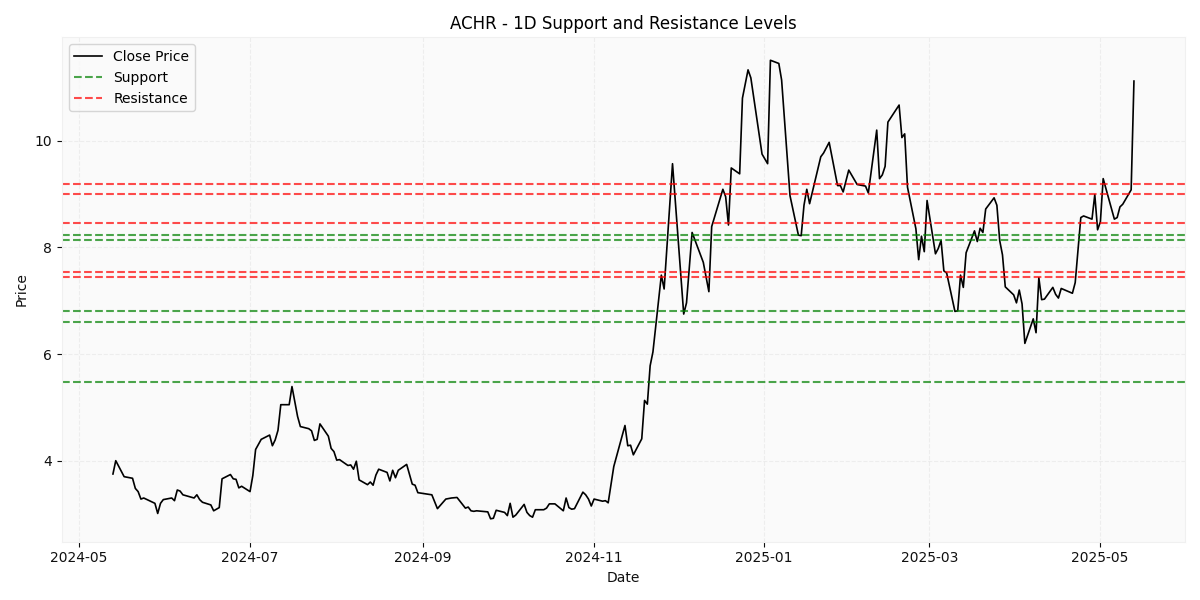 ACHR - 1D Support and Resistance Levels
Close Price
Support
Resistance
Price
10
8
6
4
2024-05 2024-07 2024-09 2024-11 2025-01 2025-03 2025-05
Date